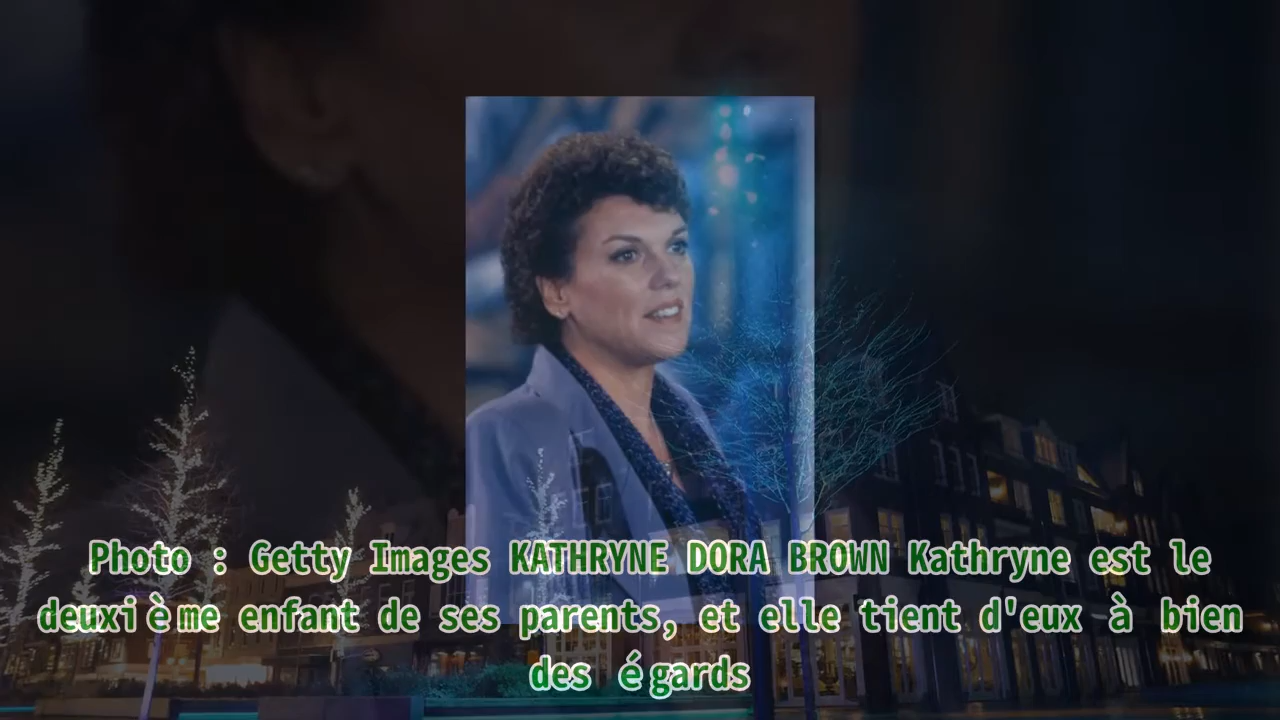 Photo : Getty Images KATHRYNE DORA BROWN Kathryne est le
deuxième enfant de ses parents, et elle tient d'eux à bien
des égards